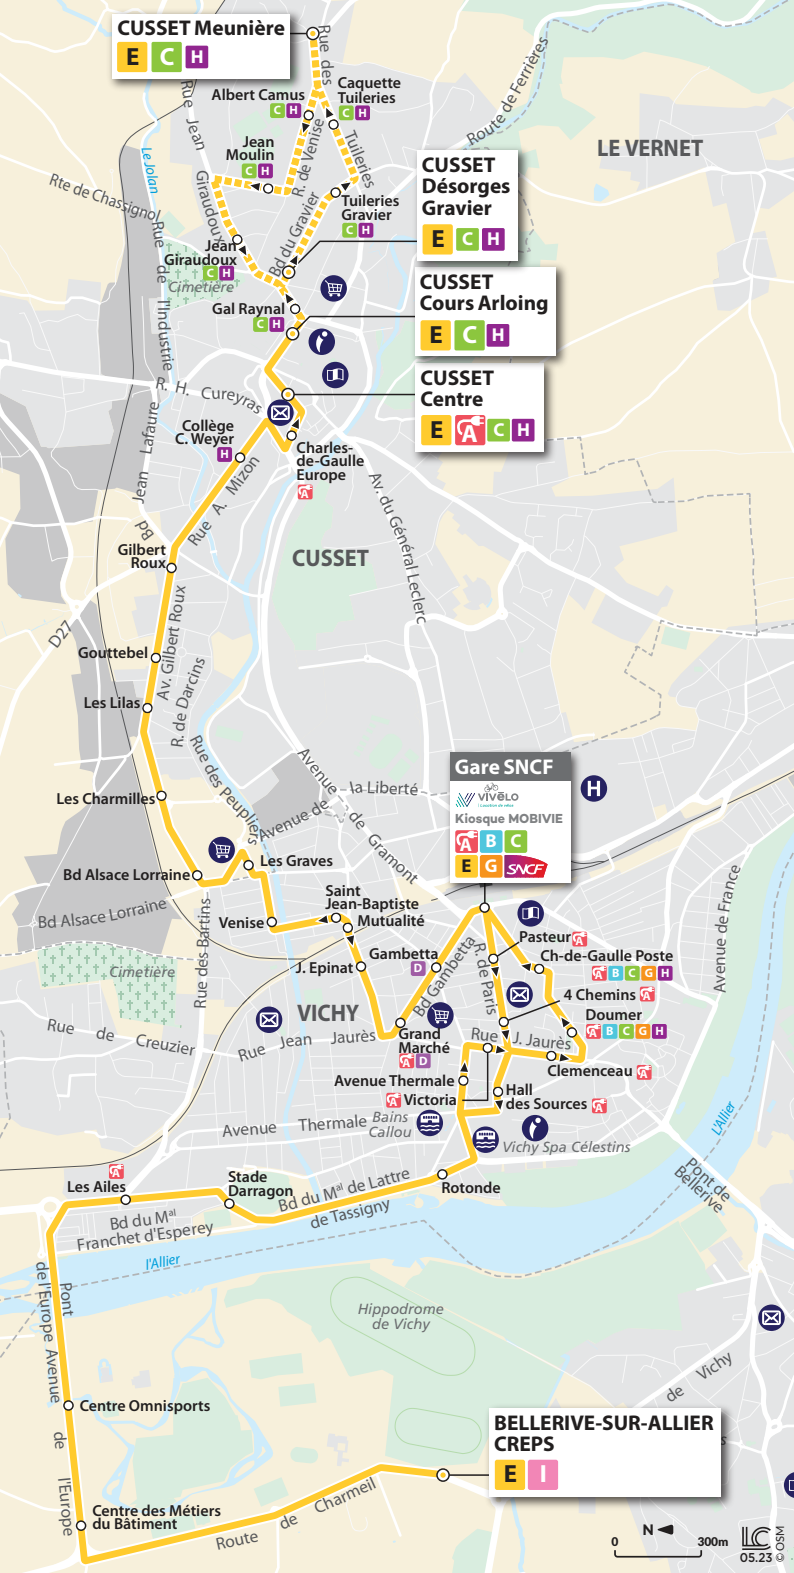 CUSSET Meunière
E C H
Rue des
Tuileries
Albert Camus
C H
Caquette
Tuileries
C H
Route de Ferrières
LE VERNET
Rue Jean
Giraudoux
Le Jolan
Jean
Moulin
C H
R. de Venise
CUSSET
Désorges
Gravier
E C H
Rte de Chassignol
Rue de l'Industrie
Bd du Gravier
Tuileries
Gravier
C H
Jean
Giraudoux
C H
Cimetière
CUSSET
Cours Arloing
E C H
Gal Raynal
C H
CUSSET
Centre
E A C H
R. H. Cureyras
Collège
C. Weyer
H
Charles-
de-Gaulle
Europe
A
Bd Jean Lafaure
Rue A. Mizon
Av. du Général Leclerc
Gilbert
Roux
CUSSET
D27
Av. Gilbert Roux
Gouttebel
R. de Darcins
Les Lilas
Rue des Peupliers
Les Charmilles
Avenue de la Liberté
Avenue de Gramont
Gare SNCF
VIVÉLO
Location de vélos
Kiosque MOBIVIE
A B C
E G SNCF
H
Bd Alsace Lorraine
Les Graves
Avenue de France
Bd Alsace Lorraine
Rue des Bartins
Saint
Jean-Baptiste
Mutualité
Venise
Cimetière
J. Epinat
Gambetta
D
Bd Gambetta
R. de Paris
Pasteur A
Ch-de-Gaulle Poste
A B C G H
4 Chemins A
Doumer
A B C G H
VICHY
Rue de Creuzier
Rue Jean Jaurès
Grand
Marché
A D
Rue J. Jaurès
Clemenceau A
Avenue Thermale
A Victoria
Hall
des Sources A
Avenue Thermale
Bains
Callou
Vichy Spa Célestins
L'Allier
Pont de
Bellerive
A
Les Ailes
Stade
Darragon
Bd du Mal de Lattre
de Tassigny
Rotonde
Bd du Mal
Franchet d'Esperey
l'Allier
Pont
de l'Europe
Avenue de l'Europe
Hippodrome
de Vichy
de Vichy
Centre Omnisports
BELLERIVE-SUR-ALLIER
CREPS
E I
Centre des Métiers
du Bâtiment
Route de Charmeil
N
0 300m
LC
05.23
© OSM